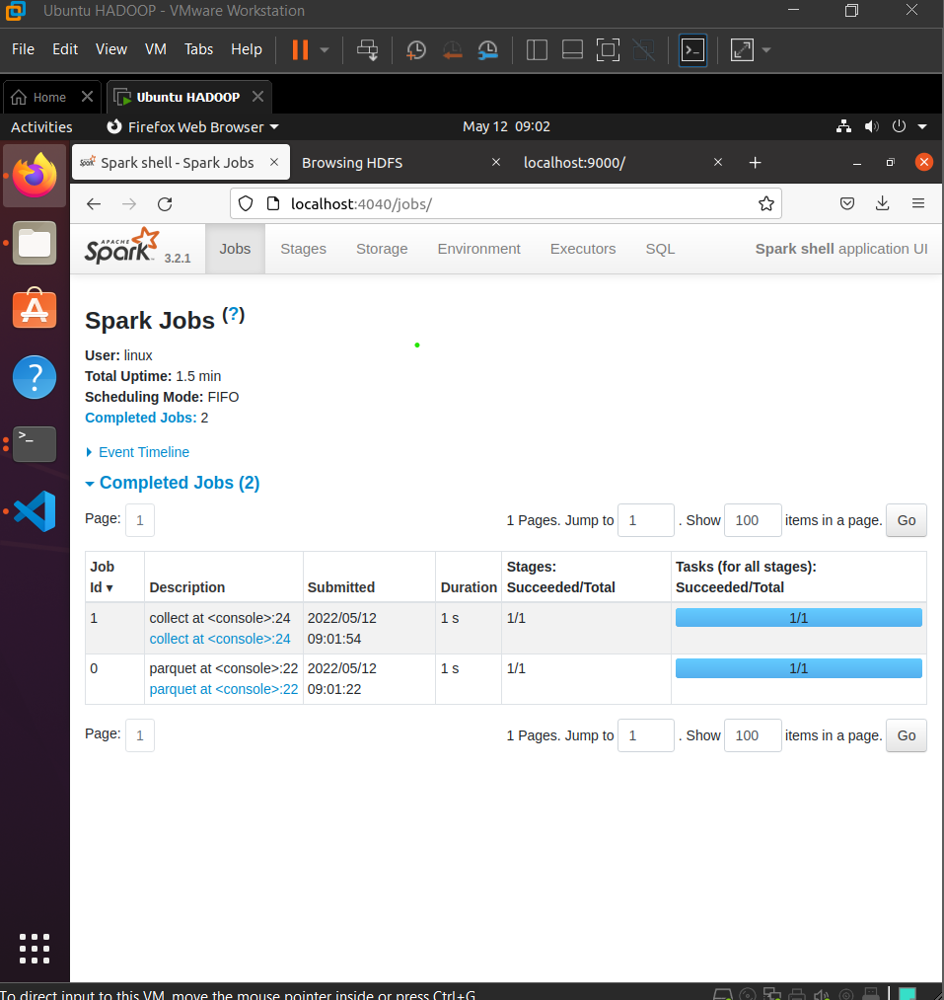 Ubuntu HADOOP - VMware Workstation
File Edit View VM Tabs Help
Home Ubuntu HADOOP
Activities Firefox Web Browser May 12 09:02
Spark shell - Spark Jobs Browsing HDFS localhost:9000/
localhost:4040/jobs/
APACHE Spark 3.2.1 Jobs Stages Storage Environment Executors SQL Spark shell application UI
Spark Jobs (?)
User: linux
Total Uptime: 1.5 min
Scheduling Mode: FIFO
Completed Jobs: 2
Event Timeline
Completed Jobs (2)
Page: 1 1 Pages. Jump to 1 . Show 100 items in a page. Go
Job Id ▾ Description Submitted Duration Stages: Succeeded/Total Tasks (for all stages): Succeeded/Total
1 collect at <console>:24 2022/05/12 1 s 1/1 1/1
collect at <console>:24 09:01:54
0 parquet at <console>:22 2022/05/12 1 s 1/1 1/1
parquet at <console>:22 09:01:22
Page: 1 1 Pages. Jump to 1 . Show 100 items in a page. Go
To direct input to this VM, move the mouse pointer inside or press Ctrl+G.